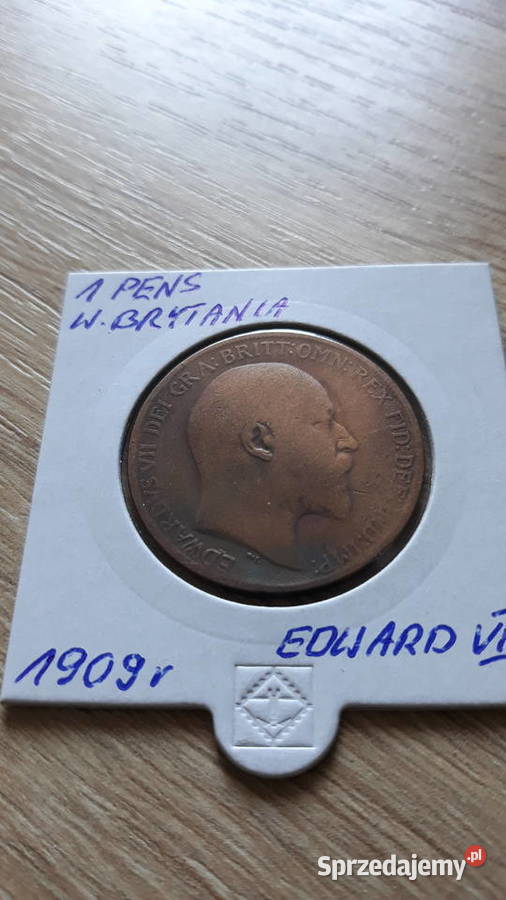 1 PENS
W. BRYTANIA
EDWARDVS VII DEI GRA: BRITT: OMN: REX FID: DEF: IND: IMP:
EDWARD VII
1909r
Sprzedajemy.pl